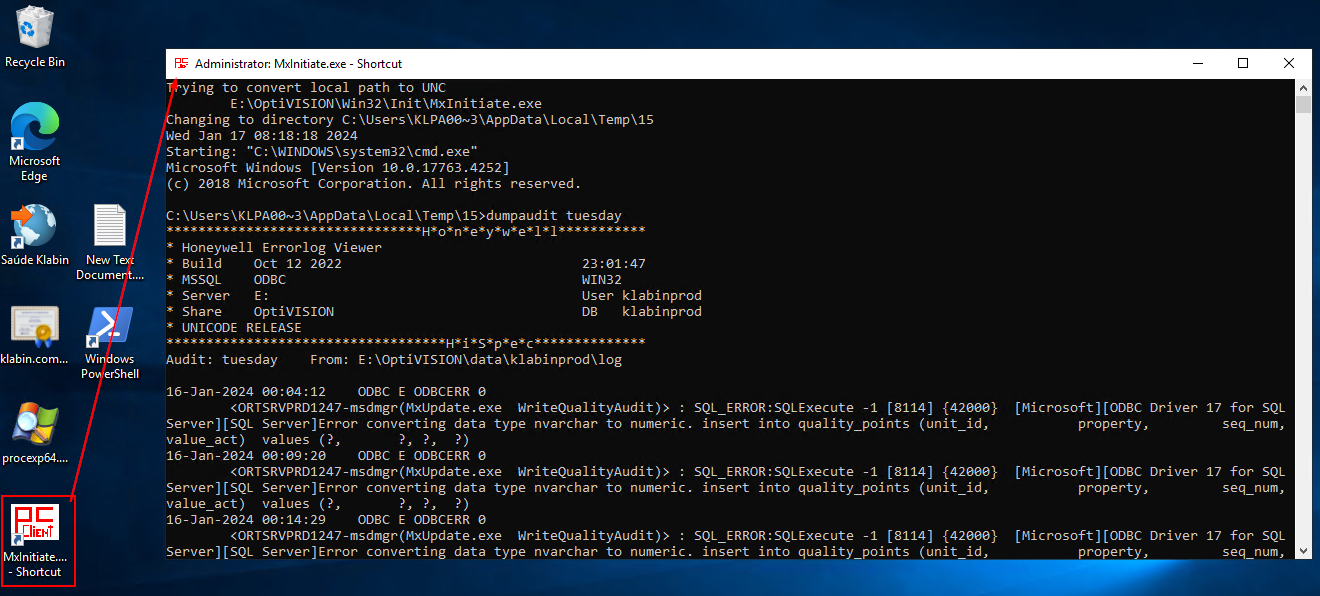 Recycle Bin
Microsoft
Edge
Saúde Klabin
New Text
Document....
klabin.com...
Windows
PowerShell
procexp64....
PC
Client
MxInitiate....
- Shortcut
Administrator: MxInitiate.exe - Shortcut
Trying to convert local path to UNC
E:\OptiVISION\Win32\Init\MxInitiate.exe
Changing to directory C:\Users\KLPA00~3\AppData\Local\Temp\15
Wed Jan 17 08:18:18 2024
Starting: "C:\WINDOWS\system32\cmd.exe"
Microsoft Windows [Version 10.0.17763.4252]
(c) 2018 Microsoft Corporation. All rights reserved.
C:\Users\KLPA00~3\AppData\Local\Temp\15>dumpaudit tuesday
********************************H*o*n*e*y*w*e*l*l***********
* Honeywell Errorlog Viewer
* Build    Oct 12 2022                              23:01:47
* MSSQL    ODBC                                     WIN32
* Server   E:                                       User klabinprod
* Share    OptiVISION                               DB   klabinprod
* UNICODE RELEASE
***********************************H*i*S*p*e*c**************
Audit: tuesday    From: E:\OptiVISION\data\klabinprod\log
16-Jan-2024 00:04:12    ODBC E ODBCERR 0
<ORTSRVPRD1247-msdmgr(MxUpdate.exe  WriteQualityAudit)> : SQL_ERROR:SQLExecute -1 [8114] {42000}  [Microsoft][ODBC Driver 17 for SQL
Server][SQL Server]Error converting data type nvarchar to numeric. insert into quality_points (unit_id,           property,         seq_num,
value_act)  values (?,       ?, ?,  ?)
16-Jan-2024 00:09:20    ODBC E ODBCERR 0
<ORTSRVPRD1247-msdmgr(MxUpdate.exe  WriteQualityAudit)> : SQL_ERROR:SQLExecute -1 [8114] {42000}  [Microsoft][ODBC Driver 17 for SQL
Server][SQL Server]Error converting data type nvarchar to numeric. insert into quality_points (unit_id,           property,         seq_num,
value_act)  values (?,       ?, ?,  ?)
16-Jan-2024 00:14:29    ODBC E ODBCERR 0
<ORTSRVPRD1247-msdmgr(MxUpdate.exe  WriteQualityAudit)> : SQL_ERROR:SQLExecute -1 [8114] {42000}  [Microsoft][ODBC Driver 17 for SQL
Server][SQL Server]Error converting data type nvarchar to numeric. insert into quality_points (unit_id,           property,         seq_num,